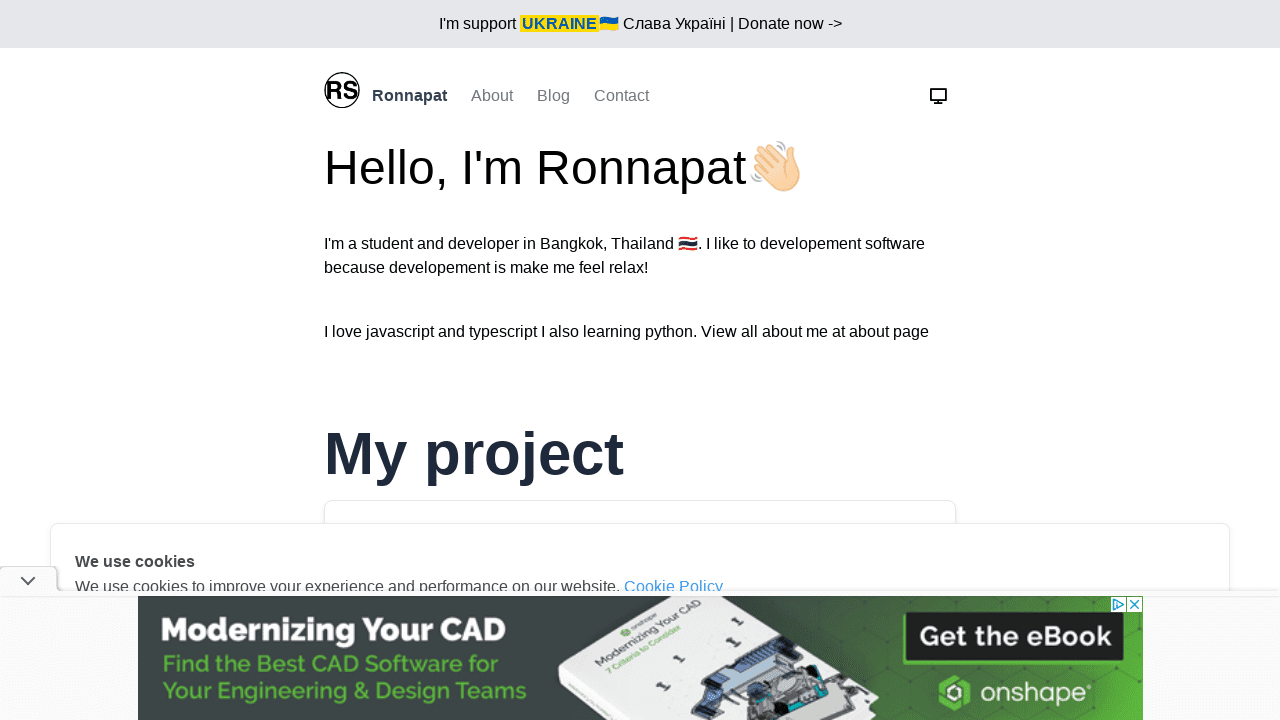 I'm support UKRAINE🇺🇦 Слава Україні | Donate now ->
RS Ronnapat About Blog Contact
Hello, I'm Ronnapat👋🏻
I'm a student and developer in Bangkok, Thailand 🇹🇭. I like to developement software
because developement is make me feel relax!
I love javascript and typescript I also learning python. View all about me at about page
My project
We use cookies
We use cookies to improve your experience and performance on our website. Cookie Policy
Modernizing Your CAD
Find the Best CAD Software for
Your Engineering & Design Teams
onshape
Modernizing Your CAD
7 Criteria to Consider
Get the eBook
onshape®